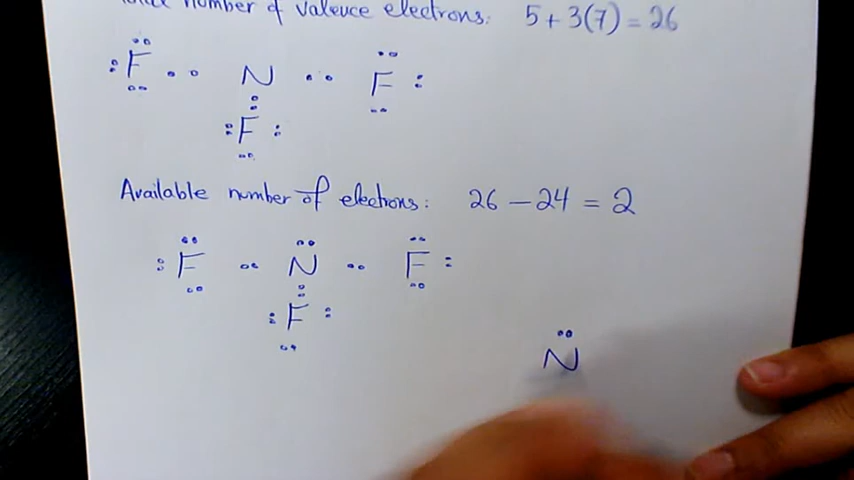 number of valence electrons: 5 + 3(7) = 26
F N F
F
Available number of electrons: 26 - 24 = 2
F N F
F
N